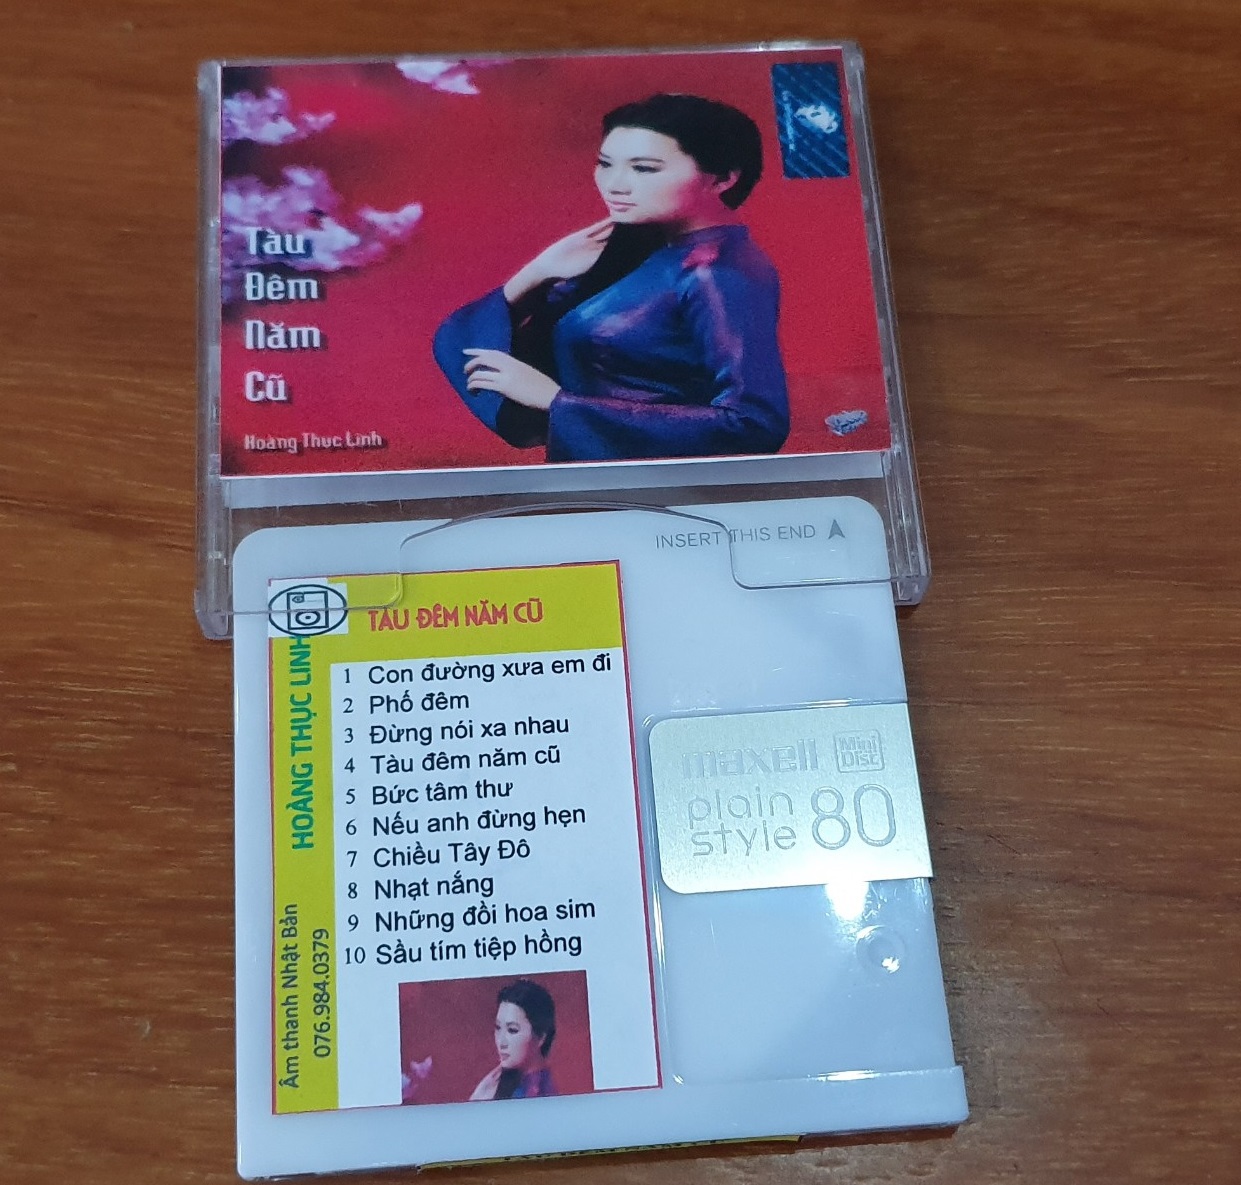 Tàu
Đêm
Năm
Cũ
Hoàng Thục Linh
INSERT THIS END
TÀU ĐÊM NĂM CŨ
HOÀNG THỤC LINH
Âm thanh Nhật Bản
076.984.0379
1 Con đường xưa em đi
2 Phố đêm
3 Đừng nói xa nhau
4 Tàu đêm năm cũ
5 Bức tâm thư
6 Nếu anh đừng hẹn
7 Chiều Tây Đô
8 Nhạt nắng
9 Những đồi hoa sim
10 Sầu tím tiệp hồng
maxell Mini Disc
plain
style 80